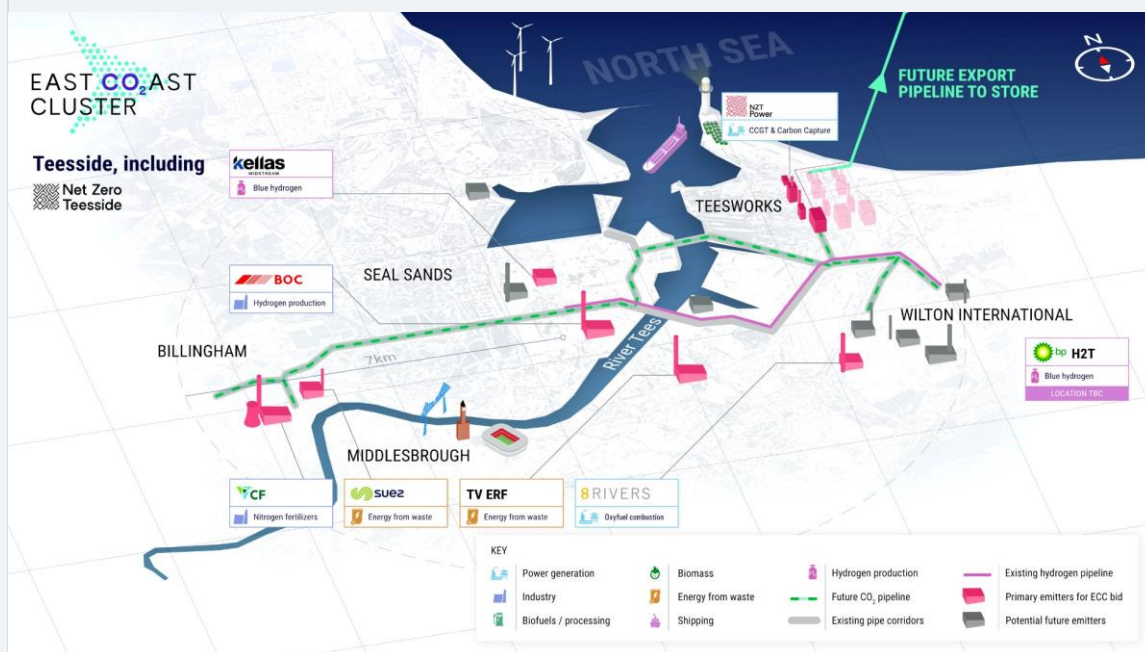 EAST CO₂AST
CLUSTER
Teesside, including
Net Zero
Teesside
NORTH SEA
N
FUTURE EXPORT
PIPELINE TO STORE
NZT
Power
CCGT & Carbon Capture
kellas
MIDSTREAM
Blue hydrogen
TEESWORKS
SEAL SANDS
BOC
Hydrogen production
WILTON INTERNATIONAL
BILLINGHAM
7km
River Tees
bp H2T
Blue hydrogen
LOCATION TBC
MIDDLESBROUGH
CF
Nitrogen fertilizers
suez
Energy from waste
TV ERF
Energy from waste
8 RIVERS
Oxyfuel combustion
KEY
Power generation
Industry
Biofuels / processing
Biomass
Energy from waste
Shipping
Hydrogen production
Future CO₂ pipeline
Existing pipe corridors
Existing hydrogen pipeline
Primary emitters for ECC bid
Potential future emitters